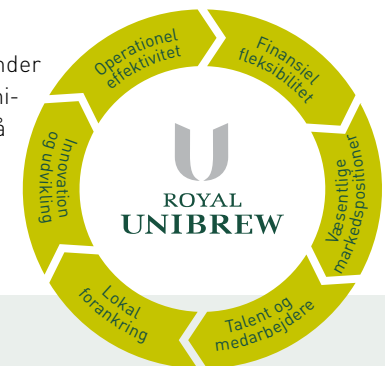 nder
ni-
å
Operationel
effektivitet
Finansiel
fleksibilitet
Væsentlige
markedspositioner
Talent og
medarbejdere
Lokal
forankring
Innovation
og udvikling
ROYAL
UNIBREW